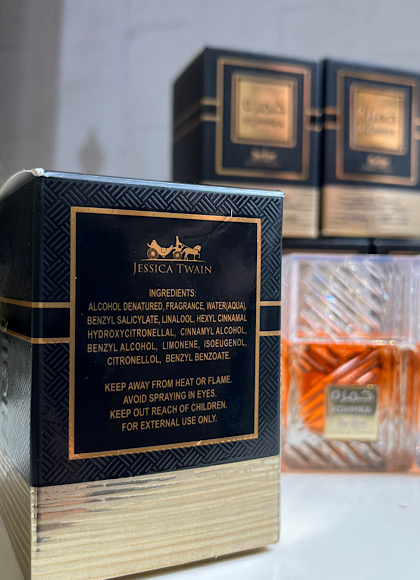 JESSICA TWAIN
INGREDIENTS:
ALCOHOL DENATURED, FRAGRANCE, WATER(AQUA),
BENZYL SALICYLATE, LINALOOL, HEXYL CINNAMAL
HYDROXYCITRONELLAL, CINNAMYL ALCOHOL,
BENZYL ALCOHOL, LIMONENE, ISOEUGENOL,
CITRONELLOL, BENZYL BENZOATE.
KEEP AWAY FROM HEAT OR FLAME.
AVOID SPRAYING IN EYES.
KEEP OUT REACH OF CHILDREN.
FOR EXTERNAL USE ONLY.